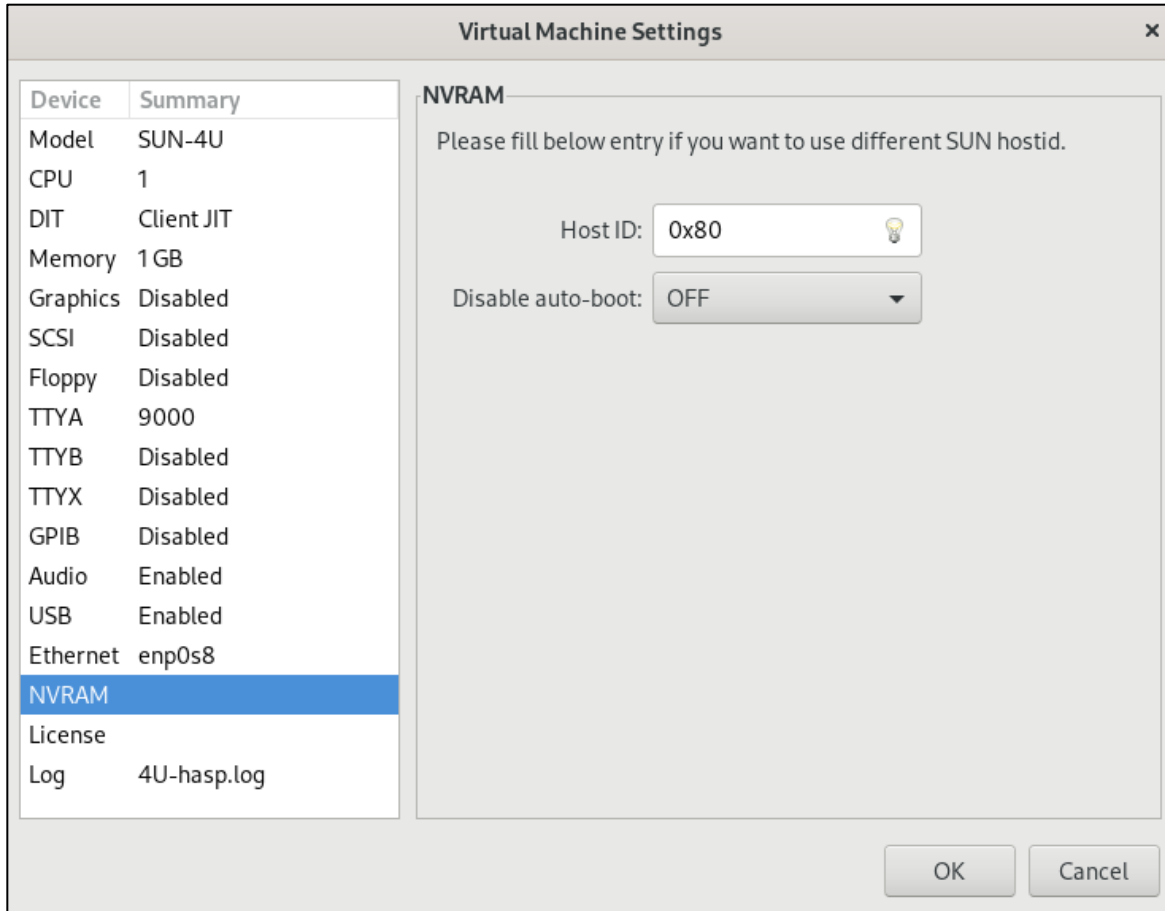 Virtual Machine Settings ×
Device Summary
Model SUN-4U
CPU 1
DIT Client JIT
Memory 1 GB
Graphics Disabled
SCSI Disabled
Floppy Disabled
TTYA 9000
TTYB Disabled
TTYX Disabled
GPIB Disabled
Audio Enabled
USB Enabled
Ethernet enp0s8
NVRAM
License
Log 4U-hasp.log
NVRAM
Please fill below entry if you want to use different SUN hostid.
Host ID: 0x80
Disable auto-boot: OFF
OK Cancel